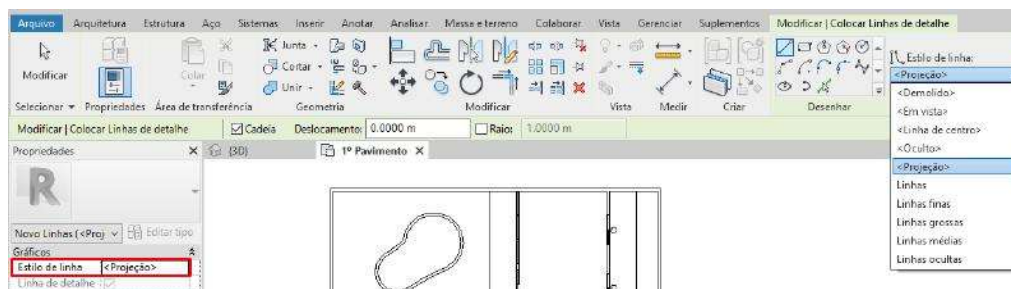 Arquivo Arquitetura Estrutura Aço Sistemas Inserir Anotar Analisar Massa e terreno Colaborar Vista Gerenciar Suplementos Modificar | Colocar Linhas de detalhe
Modificar
Colar
Junta
Cortar
Unir
Estilo de linha:
<Projeção>
Selecionar Propriedades Área de transferência Geometria Modificar Vista Medir Criar Desenhar
Modificar | Colocar Linhas de detalhe Cadeia Deslocamento: 0.0000 m Raio: 1.0000 m
Propriedades X {3D} 1º Pavimento X
R
Novo Linhas (<Proj Editar tipo
Gráficos
Estilo de linha <Projeção>
Linha de detalhe
<Demolido>
<Em vista>
<Linha de centro>
<Oculto>
<Projeção>
Linhas
Linhas finas
Linhas grossas
Linhas médias
Linhas ocultas